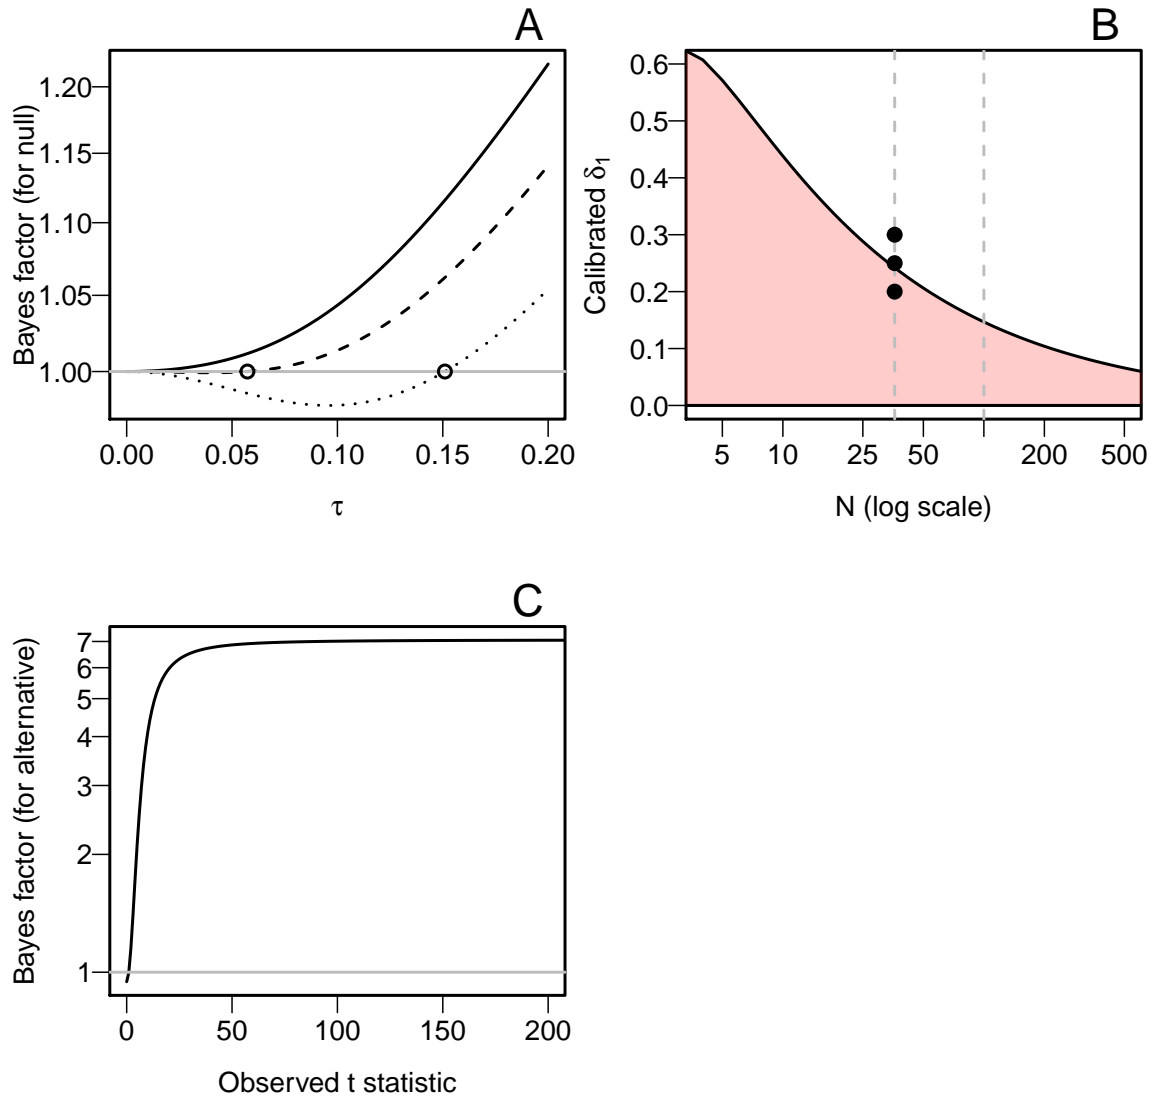 A
Bayes factor (for null)
1.20
1.15
1.10
1.05
1.00
0.00 0.05 0.10 0.15 0.20
τ
B
Calibrated δ1
0.6
0.5
0.4
0.3
0.2
0.1
0.0
5 10 25 50 200 500
N (log scale)
C
Bayes factor (for alternative)
7
6
5
4
3
2
1
0 50 100 150 200
Observed t statistic